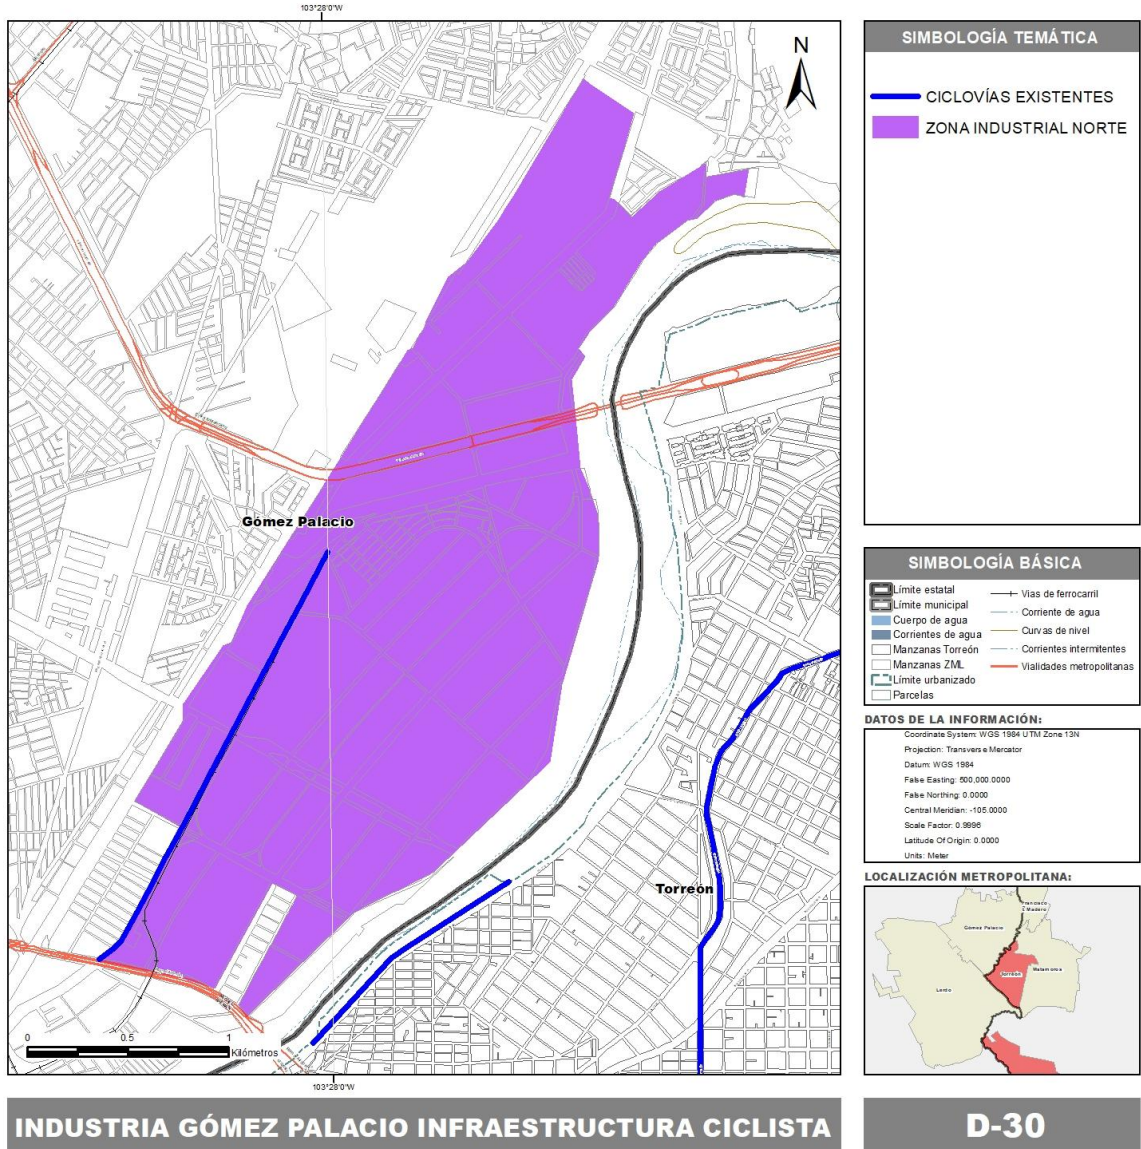 103°28'0"W
N
SIMBOLOGÍA TEMÁTICA
CICLOVÍAS EXISTENTES
ZONA INDUSTRIAL NORTE
Gómez Palacio
Torreón
0 0.5 1
Kilómetros
103°28'0"W
SIMBOLOGÍA BÁSICA
Límite estatal
Límite municipal
Cuerpo de agua
Corrientes de agua
Manzanas Torreón
Manzanas ZML
Límite urbanizado
Parcelas
Vias de ferrocarril
Corriente de agua
Curvas de nivel
Corrientes intermitentes
Vialidades metropolitanas
DATOS DE LA INFORMACIÓN:
Coordinate System: WGS 1984 UTM Zone 13N
Projection: Transverse Mercator
Datum: WGS 1984
False Easting: 500,000.0000
False Northing: 0.0000
Central Meridian: -105.0000
Scale Factor: 0.9996
Latitude Of Origin: 0.0000
Units: Meter
LOCALIZACIÓN METROPOLITANA:
Gómez Palacio
Torreón
Matamoros
Lerdo
INDUSTRIA GÓMEZ PALACIO INFRAESTRUCTURA CICLISTA
D-30